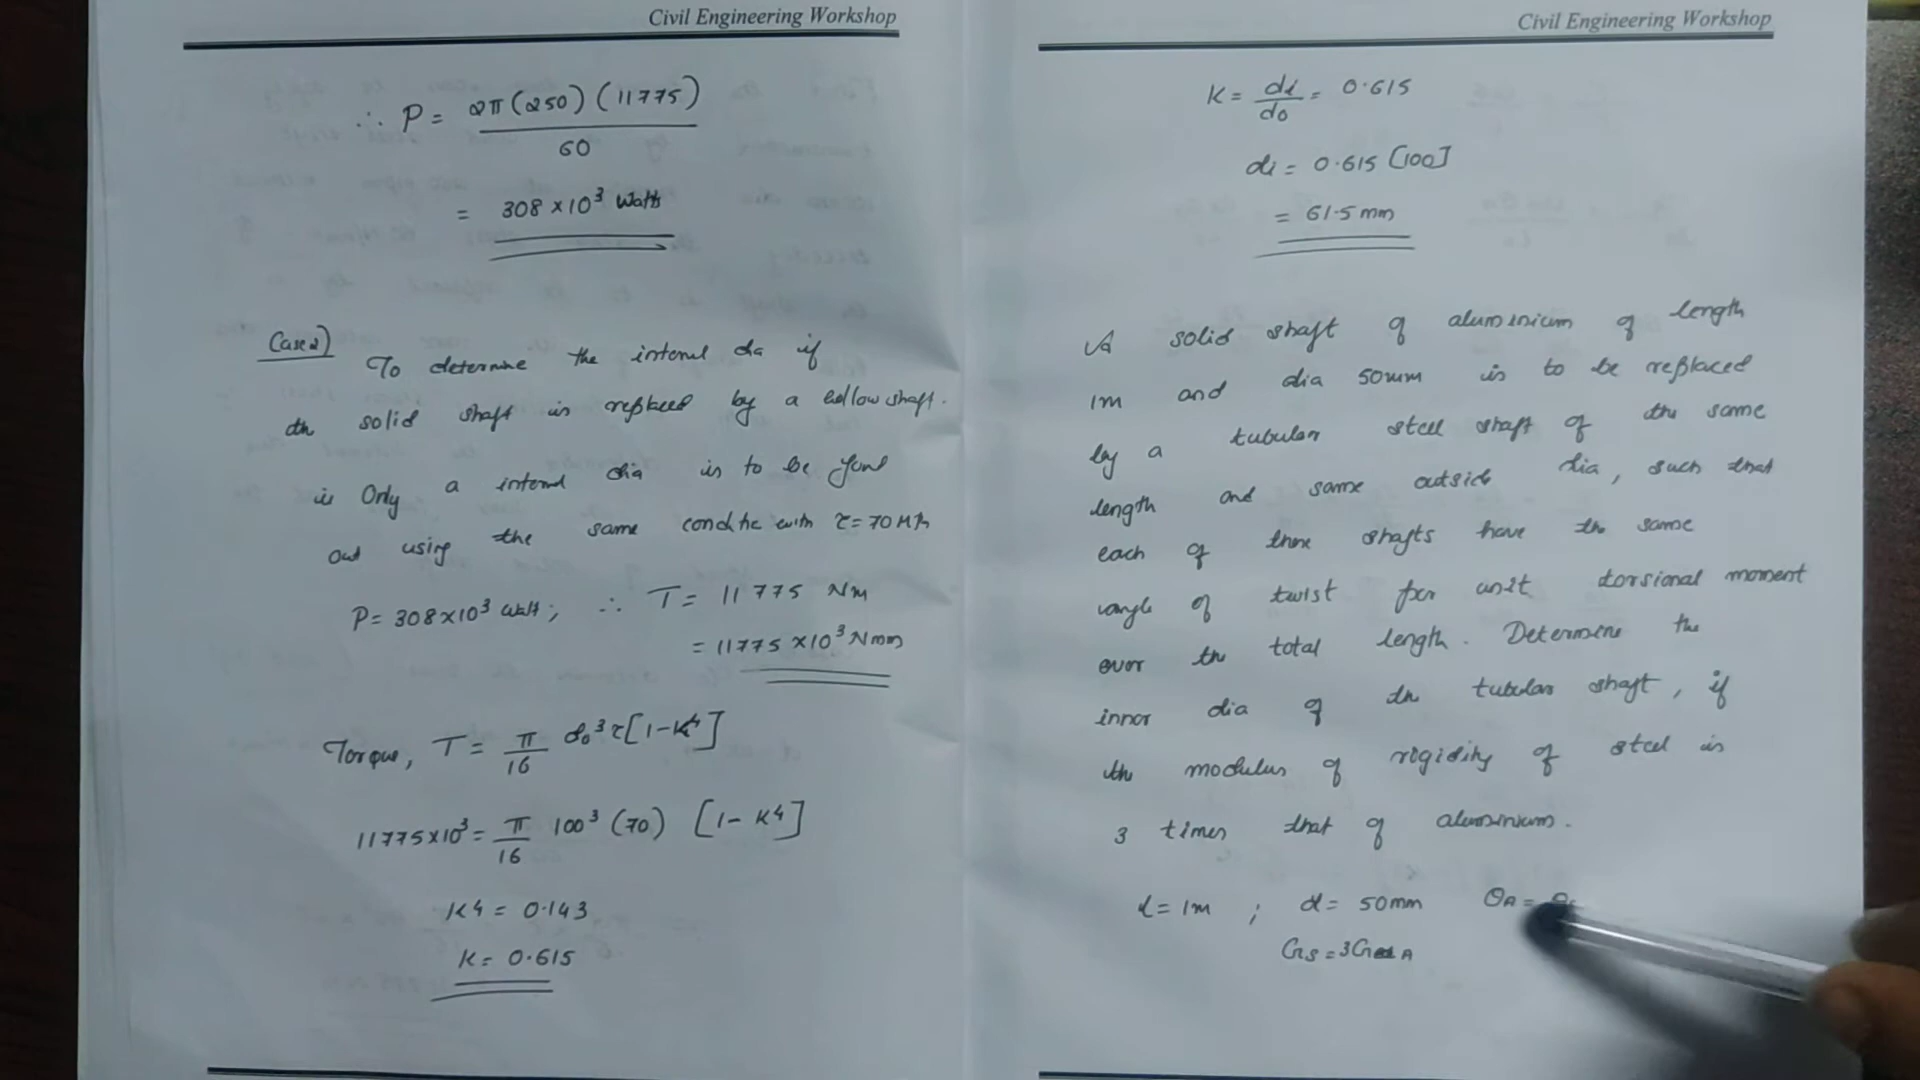 Civil Engineering Workshop
∴ P = 2π(250)(11775)
60
= 308 × 10³ Watts
Case 2) To determine the internal dia if
the solid shaft is replaced by a hollow shaft.
is Only a internal dia is to be
out using the same with τ = 70 MPa
P = 308×10³ Watt; ∴ T = 11775 Nm
= 11775 × 10³ Nmm
Torque, T = π/16 do³ τ [1-K⁴]
11775×10³ = π/16 100³ (70) [1- K⁴]
K⁴ = 0.143
K = 0.615
Civil Engineering Workshop
K = di/do = 0.615
di = 0.615 [100]
= 61.5 mm
A solid shaft of aluminium of length
1m and dia 50mm is to be replaced
by a tubular steel shaft of the same
length and same outside dia, such that
each of these shafts have the same
angle of twist for unit torsional moment
over the total length. Determine the
inner dia of the tubular shaft, if
the modulus of rigidity of steel is
3 times that of aluminium.
l = 1m ; d = 50mm θA =
Gs = 3G A